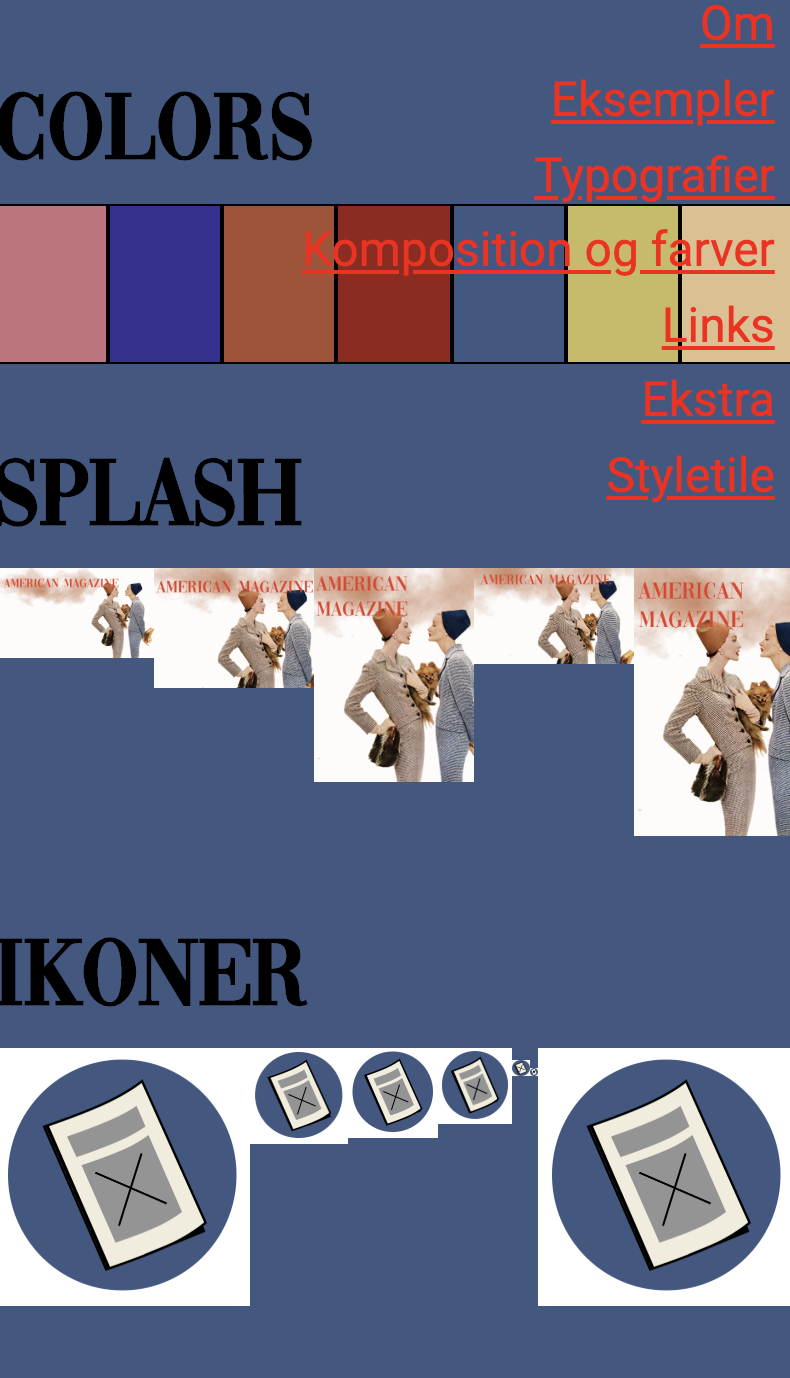 Om
Eksempler
COLORS
Typografier
Komposition og farver
Links
Ekstra
SPLASH
Styletile
AMERICAN MAGAZINE
AMERICAN MAGAZINE
AMERICAN
MAGAZINE
AMERICAN MAGAZINE
AMERICAN
MAGAZINE
IKONER